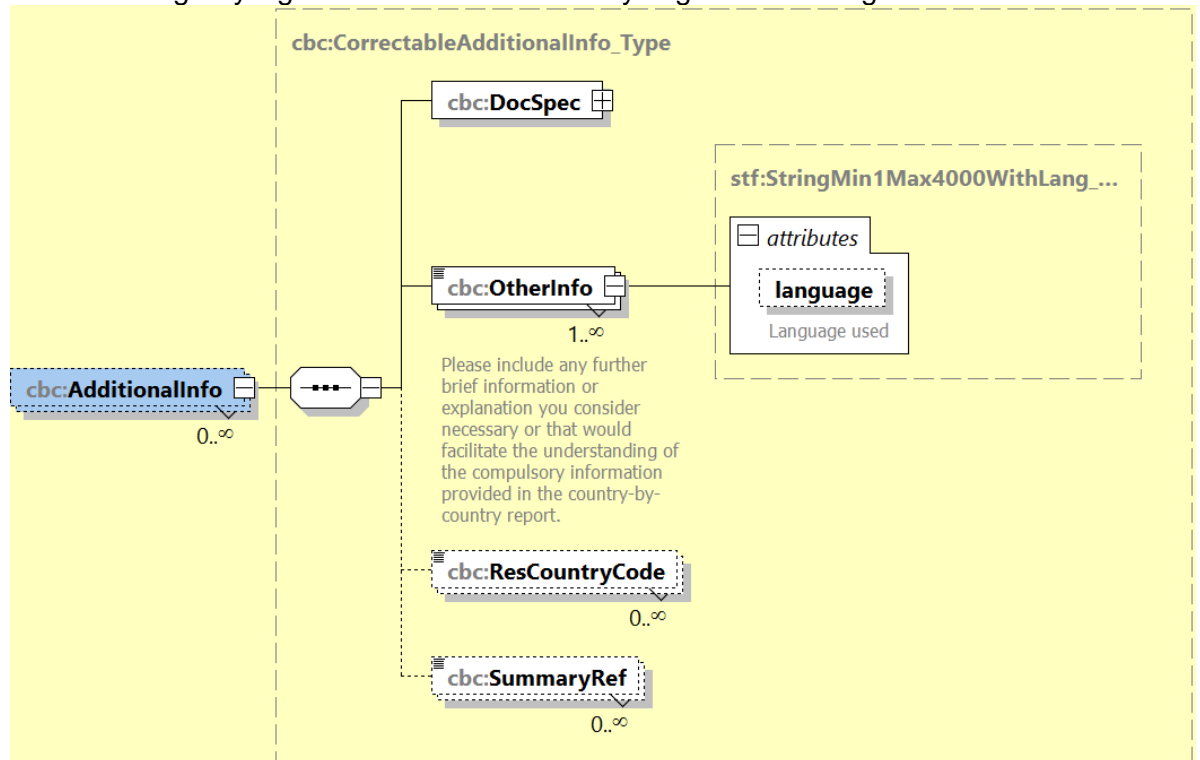 cbc:CorrectableAdditionalInfo_Type
cbc:DocSpec
stf:StringMin1Max4000WithLang_...
attributes
cbc:OtherInfo
language
1..∞
Language used
Please include any further
brief information or
explanation you consider
necessary or that would
facilitate the understanding of
the compulsory information
provided in the country-by-
country report.
cbc:AdditionalInfo
0..∞
cbc:ResCountryCode
0..∞
cbc:SummaryRef
0..∞